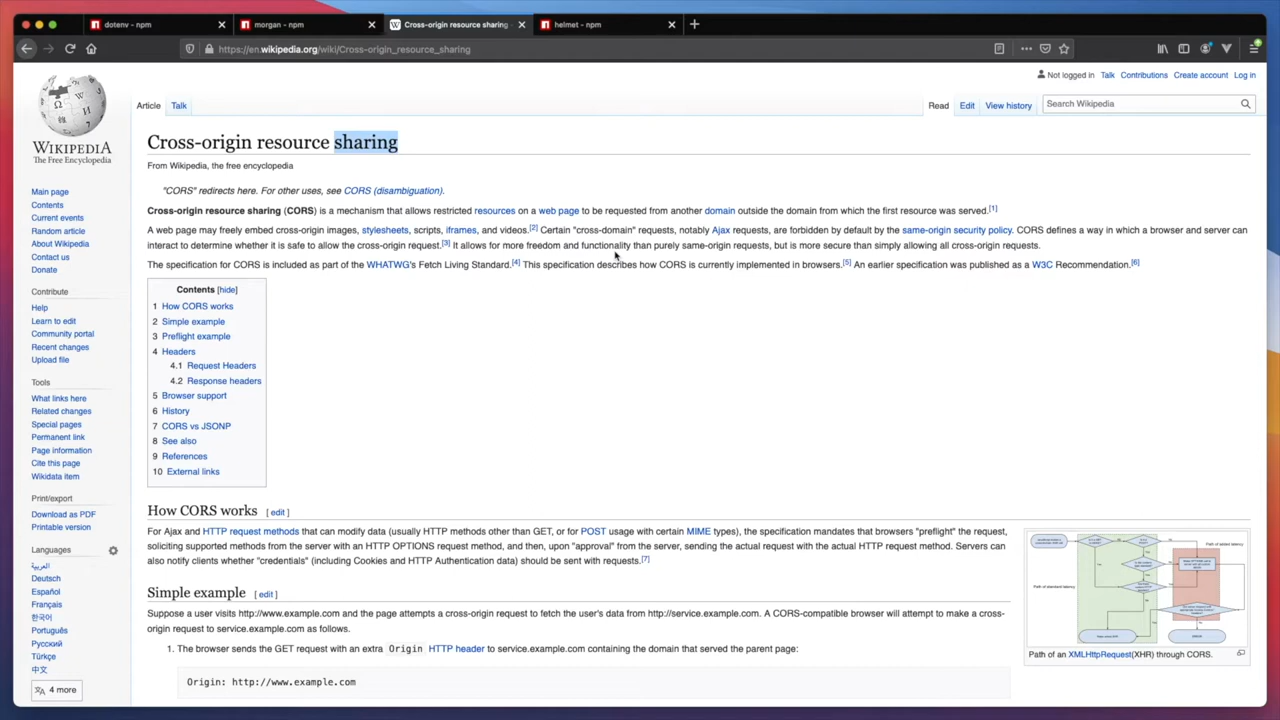 dotenv - npm
morgan - npm
Cross-origin resource sharing
helmet - npm
https://en.wikipedia.org/wiki/Cross-origin_resource_sharing
WIKIPEDIA
The Free Encyclopedia
Not logged in Talk Contributions Create account Log in
Article Talk Read Edit View history Search Wikipedia
Cross-origin resource sharing
From Wikipedia, the free encyclopedia
"CORS" redirects here. For other uses, see CORS (disambiguation).
Cross-origin resource sharing (CORS) is a mechanism that allows restricted resources on a web page to be requested from another domain outside the domain from which the first resource was served.[1]
A web page may freely embed cross-origin images, stylesheets, scripts, iframes, and videos.[2] Certain "cross-domain" requests, notably Ajax requests, are forbidden by default by the same-origin security policy. CORS defines a way in which a browser and server can
interact to determine whether it is safe to allow the cross-origin request.[3] It allows for more freedom and functionality than purely same-origin requests, but is more secure than simply allowing all cross-origin requests.
The specification for CORS is included as part of the WHATWG's Fetch Living Standard.[4] This specification describes how CORS is currently implemented in browsers.[5] An earlier specification was published as a W3C Recommendation.[6]
Contents [hide]
1 How CORS works
2 Simple example
3 Preflight example
4 Headers
4.1 Request Headers
4.2 Response headers
5 Browser support
6 History
7 CORS vs JSONP
8 See also
9 References
10 External links
Main page
Contents
Current events
Random article
About Wikipedia
Contact us
Donate
Contribute
Help
Learn to edit
Community portal
Recent changes
Upload file
Tools
What links here
Related changes
Special pages
Permanent link
Page information
Cite this page
Wikidata item
Print/export
Download as PDF
Printable version
Languages
العربية
Deutsch
Español
Français
한국어
Português
Русский
Türkçe
中文
4 more
How CORS works [ edit ]
For Ajax and HTTP request methods that can modify data (usually HTTP methods other than GET, or for POST usage with certain MIME types), the specification mandates that browsers "preflight" the request,
soliciting supported methods from the server with an HTTP OPTIONS request method, and then, upon "approval" from the server, sending the actual request with the actual HTTP request method. Servers can
also notify clients whether "credentials" (including Cookies and HTTP Authentication data) should be sent with requests.[7]
Path of an XMLHttpRequest(XHR) through CORS.
Simple example [ edit ]
Suppose a user visits http://www.example.com and the page attempts a cross-origin request to fetch the user's data from http://service.example.com. A CORS-compatible browser will attempt to make a cross-
origin request to service.example.com as follows.
1. The browser sends the GET request with an extra Origin HTTP header to service.example.com containing the domain that served the parent page:
Origin: http://www.example.com